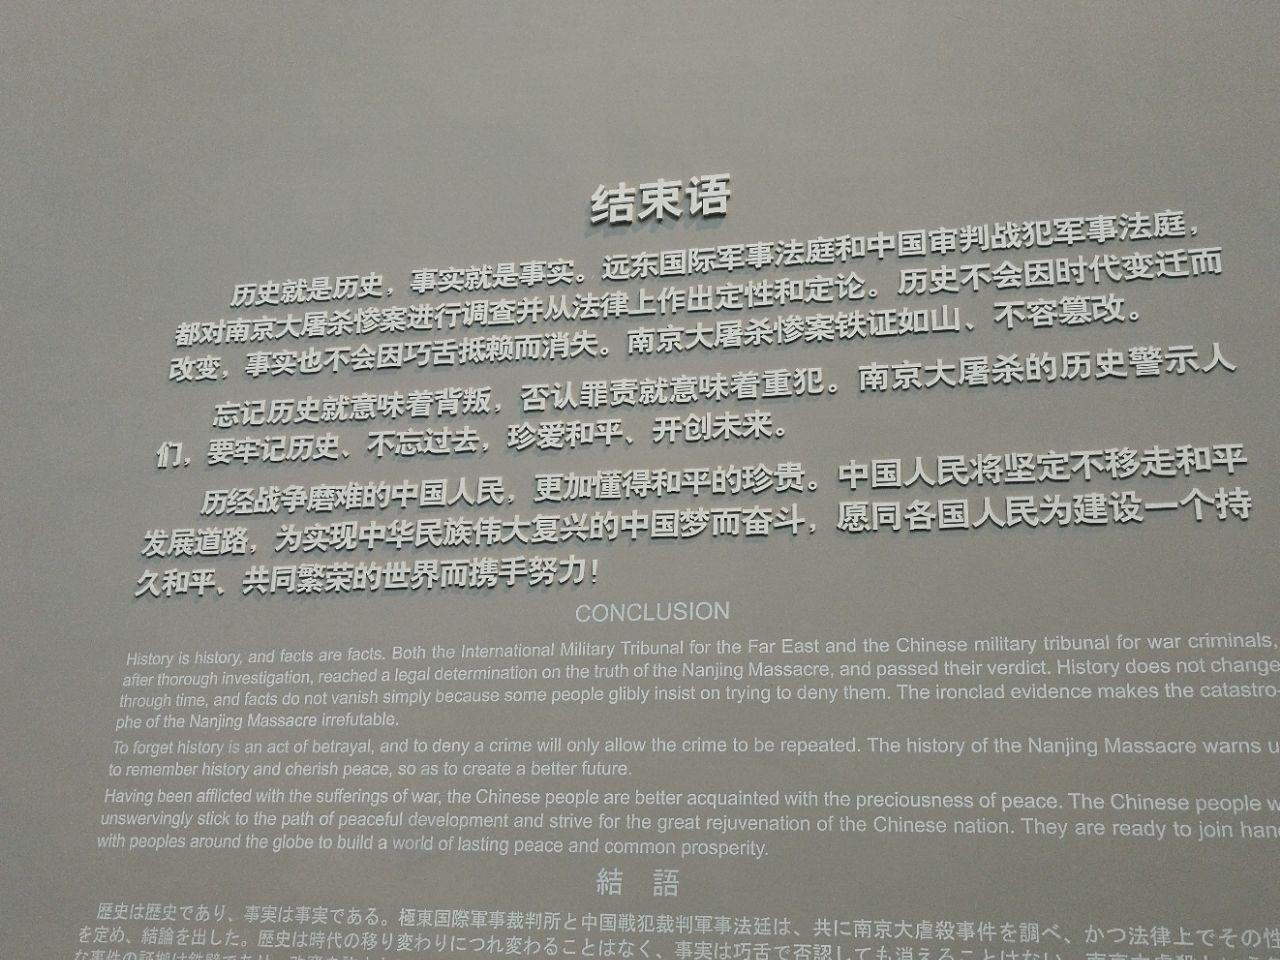 结束语
历史就是历史，事实就是事实。远东国际军事法庭和中国审判战犯军事法庭，
都对南京大屠杀惨案进行调查并从法律上作出定性和定论。历史不会因时代变迁而
改变，事实也不会因巧舌抵赖而消失。南京大屠杀惨案铁证如山、不容篡改。
忘记历史就意味着背叛，否认罪责就意味着重犯。南京大屠杀的历史警示人
们，要牢记历史、不忘过去，珍爱和平、开创未来。
历经战争磨难的中国人民，更加懂得和平的珍贵。中国人民将坚定不移走和平
发展道路，为实现中华民族伟大复兴的中国梦而奋斗，愿同各国人民为建设一个持
久和平、共同繁荣的世界而携手努力！
CONCLUSION
History is history, and facts are facts. Both the International Military Tribunal for the Far East and the Chinese military tribunal for war criminals,
after thorough investigation, reached a legal determination on the truth of the Nanjing Massacre, and passed their verdict. History does not change
through time, and facts do not vanish simply because some people glibly insist on trying to deny them. The ironclad evidence makes the catastro-
phe of the Nanjing Massacre irrefutable.
To forget history is an act of betrayal, and to deny a crime will only allow the crime to be repeated. The history of the Nanjing Massacre warns u
to remember history and cherish peace, so as to create a better future.
Having been afflicted with the sufferings of war, the Chinese people are better acquainted with the preciousness of peace. The Chinese people w
unswervingly stick to the path of peaceful development and strive for the great rejuvenation of the Chinese nation. They are ready to join han
with peoples around the globe to build a world of lasting peace and common prosperity.
結 語
歴史は歴史であり、事実は事実である。極東国際軍事裁判所と中国戦犯裁判軍事法廷は、共に南京大虐殺事件を調べ、かつ法律上でその性
を定め、結論を出した。歴史は時代の移り変わりにつれ変わることはなく、事実は巧舌で否認しても消えることはない。南京大虐殺